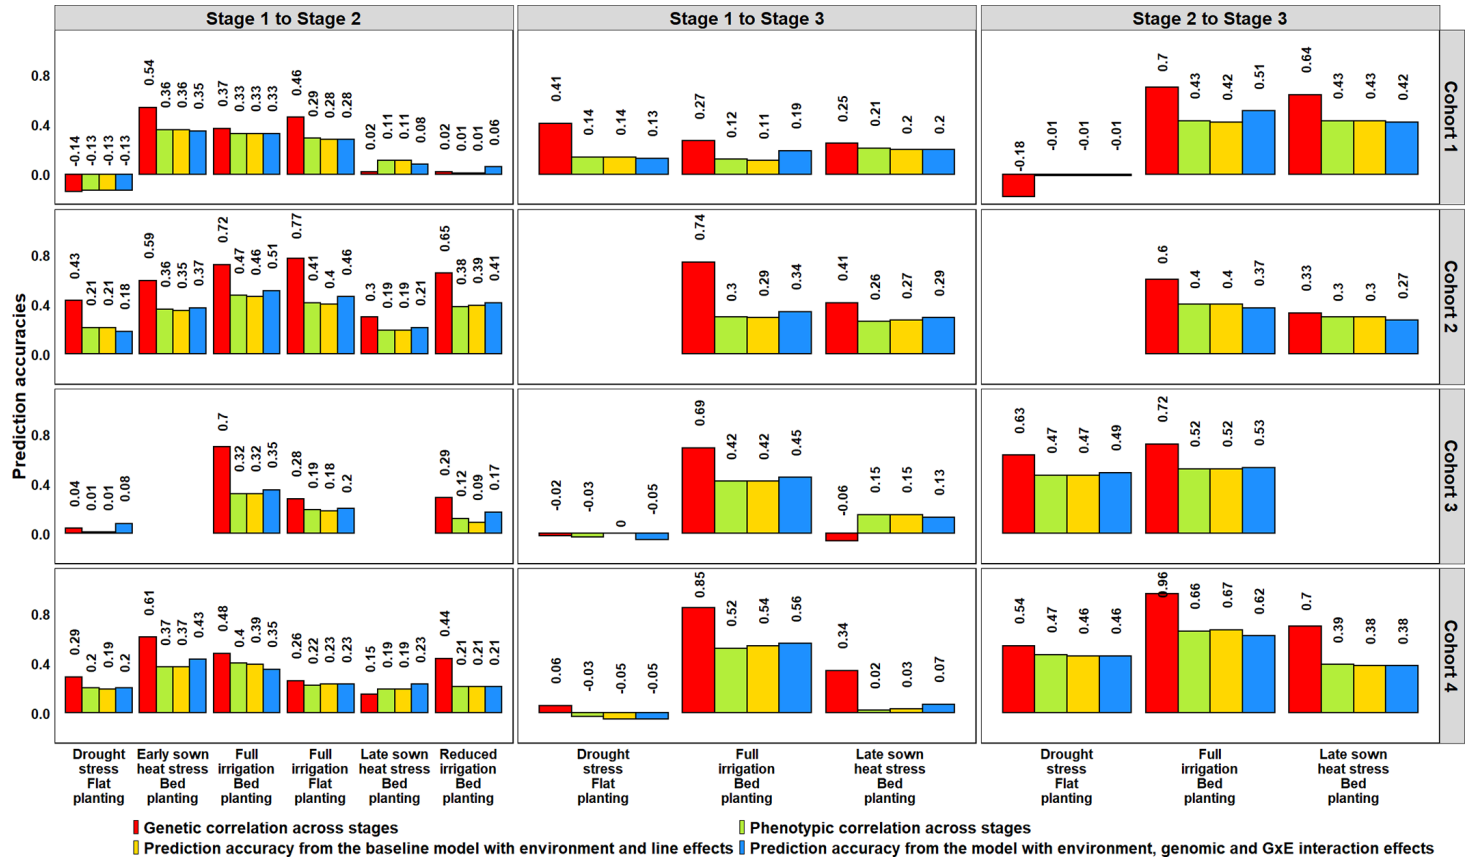 Stage 1 to Stage 2
Stage 1 to Stage 3
Stage 2 to Stage 3
Prediction accuracies
0.8
0.4
0.0
-0.14 -0.13 -0.13 -0.13
0.54 0.36 0.36 0.35
0.37 0.33 0.33 0.33
0.46 0.29 0.28 0.28
0.02 0.11 0.11 0.08
0.02 0.01 0.01 0.06
0.41 0.14 0.14 0.13
0.27 0.12 0.11 0.19
0.25 0.21 0.2 0.2
-0.18 -0.01 -0.01 -0.01
0.7 0.43 0.42 0.51
0.64 0.43 0.43 0.42
Cohort 1
0.8
0.4
0.0
0.43 0.21 0.21 0.18
0.59 0.36 0.35 0.37
0.72 0.47 0.46 0.51
0.77 0.41 0.4 0.46
0.3 0.19 0.19 0.21
0.65 0.38 0.39 0.41
0.74 0.3 0.29 0.34
0.41 0.26 0.27 0.29
0.6 0.4 0.4 0.37
0.33 0.3 0.3 0.27
Cohort 2
0.8
0.4
0.0
0.04 0.01 0.01 0.08
0.7 0.32 0.32 0.35
0.28 0.19 0.18 0.2
0.29 0.12 0.09 0.17
-0.02 -0.03 0 -0.05
0.69 0.42 0.42 0.45
-0.06 0.15 0.15 0.13
0.63 0.47 0.47 0.49
0.72 0.52 0.52 0.53
Cohort 3
0.8
0.4
0.0
0.29 0.2 0.19 0.2
0.61 0.37 0.37 0.43
0.48 0.4 0.39 0.35
0.26 0.22 0.23 0.23
0.15 0.19 0.19 0.23
0.44 0.21 0.21 0.21
0.06 -0.03 -0.05 -0.05
0.85 0.52 0.54 0.56
0.34 0.02 0.03 0.07
0.54 0.47 0.46 0.46
0.96 0.66 0.67 0.62
0.7 0.39 0.38 0.38
Cohort 4
Drought
stress
Flat
planting
Early sown
heat stress
Bed
planting
Full
irrigation
Bed
planting
Full
irrigation
Flat
planting
Late sown
heat stress
Bed
planting
Reduced
irrigation
Bed
planting
Drought
stress
Flat
planting
Full
irrigation
Bed
planting
Late sown
heat stress
Bed
planting
Drought
stress
Flat
planting
Full
irrigation
Bed
planting
Late sown
heat stress
Bed
planting
Genetic correlation across stages
Phenotypic correlation across stages
Prediction accuracy from the baseline model with environment and line effects
Prediction accuracy from the model with environment, genomic and GxE interaction effects